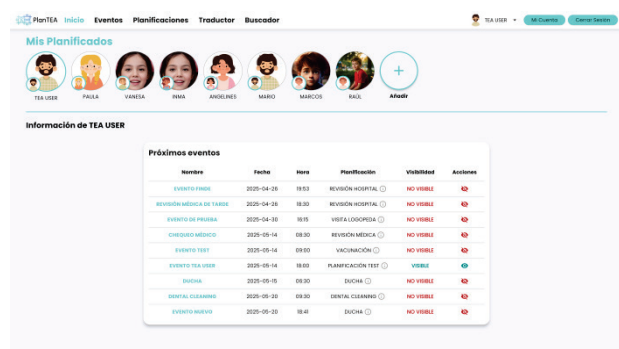 PlanTEA Inicio Eventos Planificaciones Traductor Buscador TEA USER Mi Cuenta Cerrar Sesión
Mis Planificados
TEA USER PAULA VANESA INMA ANGELINES MARIO MARCOS RAÚL Añadir
Información de TEA USER
Próximos eventos
Nombre Fecha Hora Planificación Visibilidad Acciones
EVENTO FINDE 2025-04-26 19:53 REVISIÓN HOSPITAL NO VISIBLE
REVISIÓN MÉDICA DE TARDE 2025-04-26 18:30 REVISIÓN HOSPITAL NO VISIBLE
EVENTO DE PRUEBA 2025-04-30 16:15 VISITA LOGOPEDA NO VISIBLE
CHEQUEO MÉDICO 2025-05-14 08:30 REVISIÓN MÉDICA NO VISIBLE
EVENTO TEST 2025-05-14 09:00 VACUNACIÓN NO VISIBLE
EVENTO TEA USER 2025-05-14 18:02 PLANIFICACIÓN TEST VISIBLE
DUCHA 2025-05-15 06:30 DUCHA NO VISIBLE
DENTAL CLEANING 2025-05-20 09:30 DENTAL CLEANING NO VISIBLE
EVENTO NUEVO 2025-05-20 18:41 DUCHA NO VISIBLE